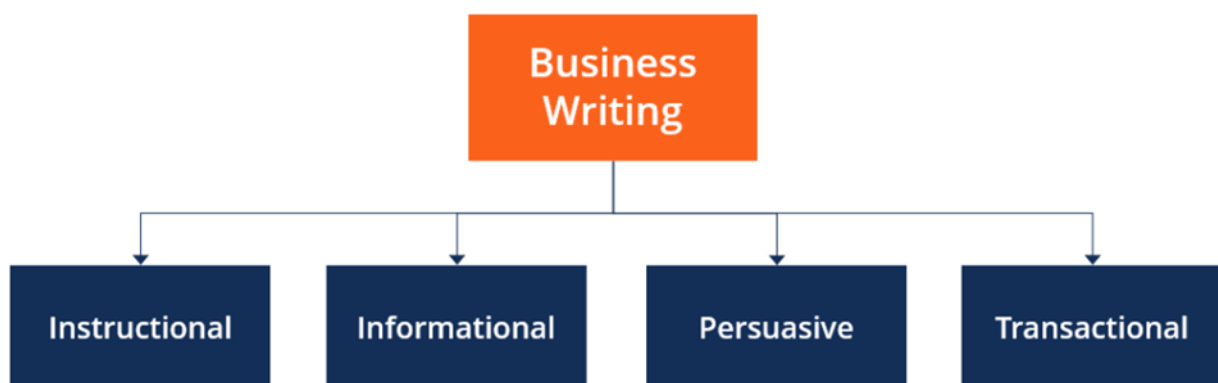 Business
Writing
Instructional
Informational
Persuasive
Transactional